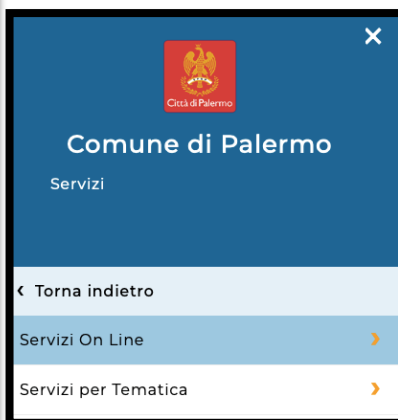 Città di Palermo
Comune di Palermo
Servizi
Torna indietro
Servizi On Line
Servizi per Tematica